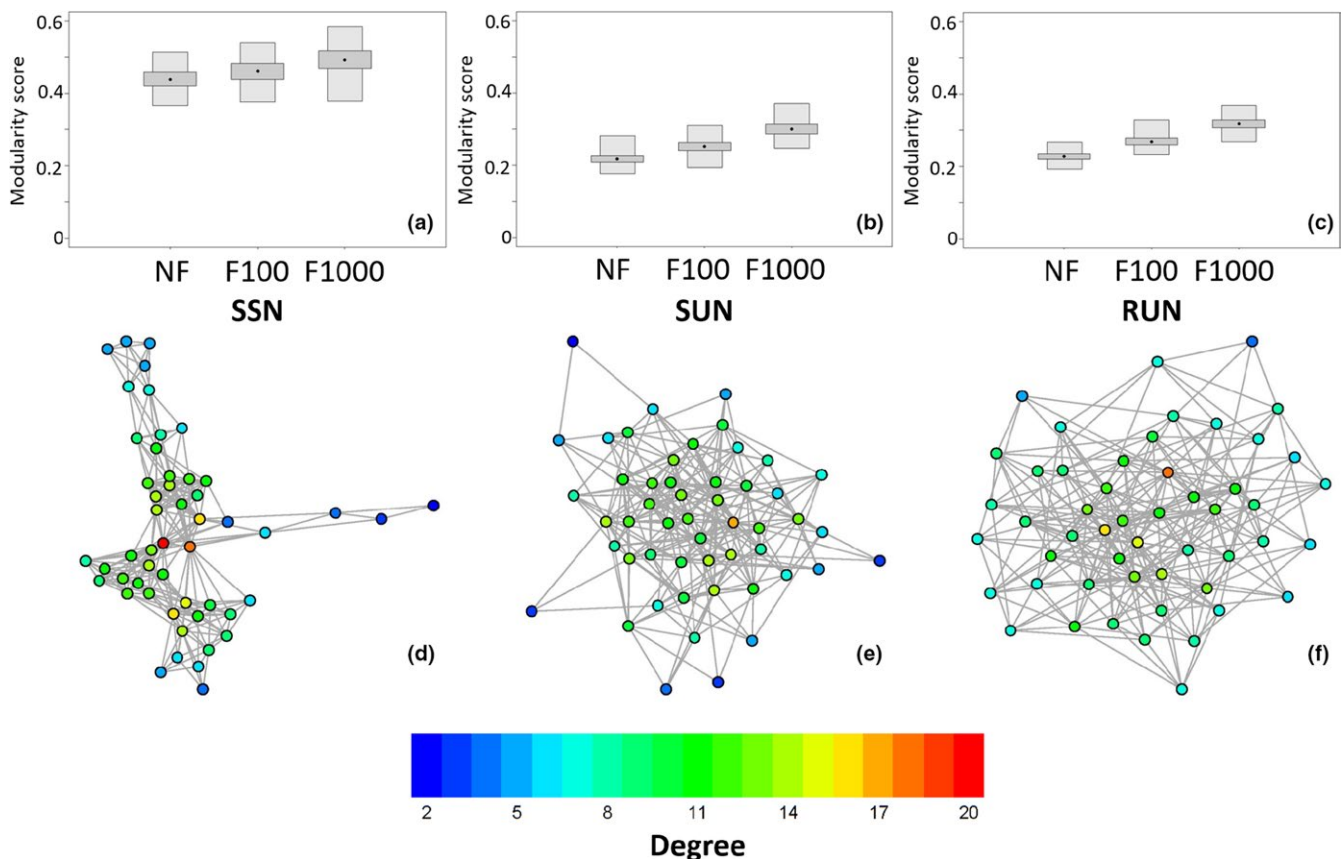 0.6
0.4
0.2
0
Modularity score
(a)
NF F100 F1000
SSN
0.6
0.4
0.2
0
Modularity score
(b)
NF F100 F1000
SUN
0.6
0.4
0.2
0
Modularity score
(c)
NF F100 F1000
RUN
(d)
(e)
(f)
2 5 8 11 14 17 20
Degree